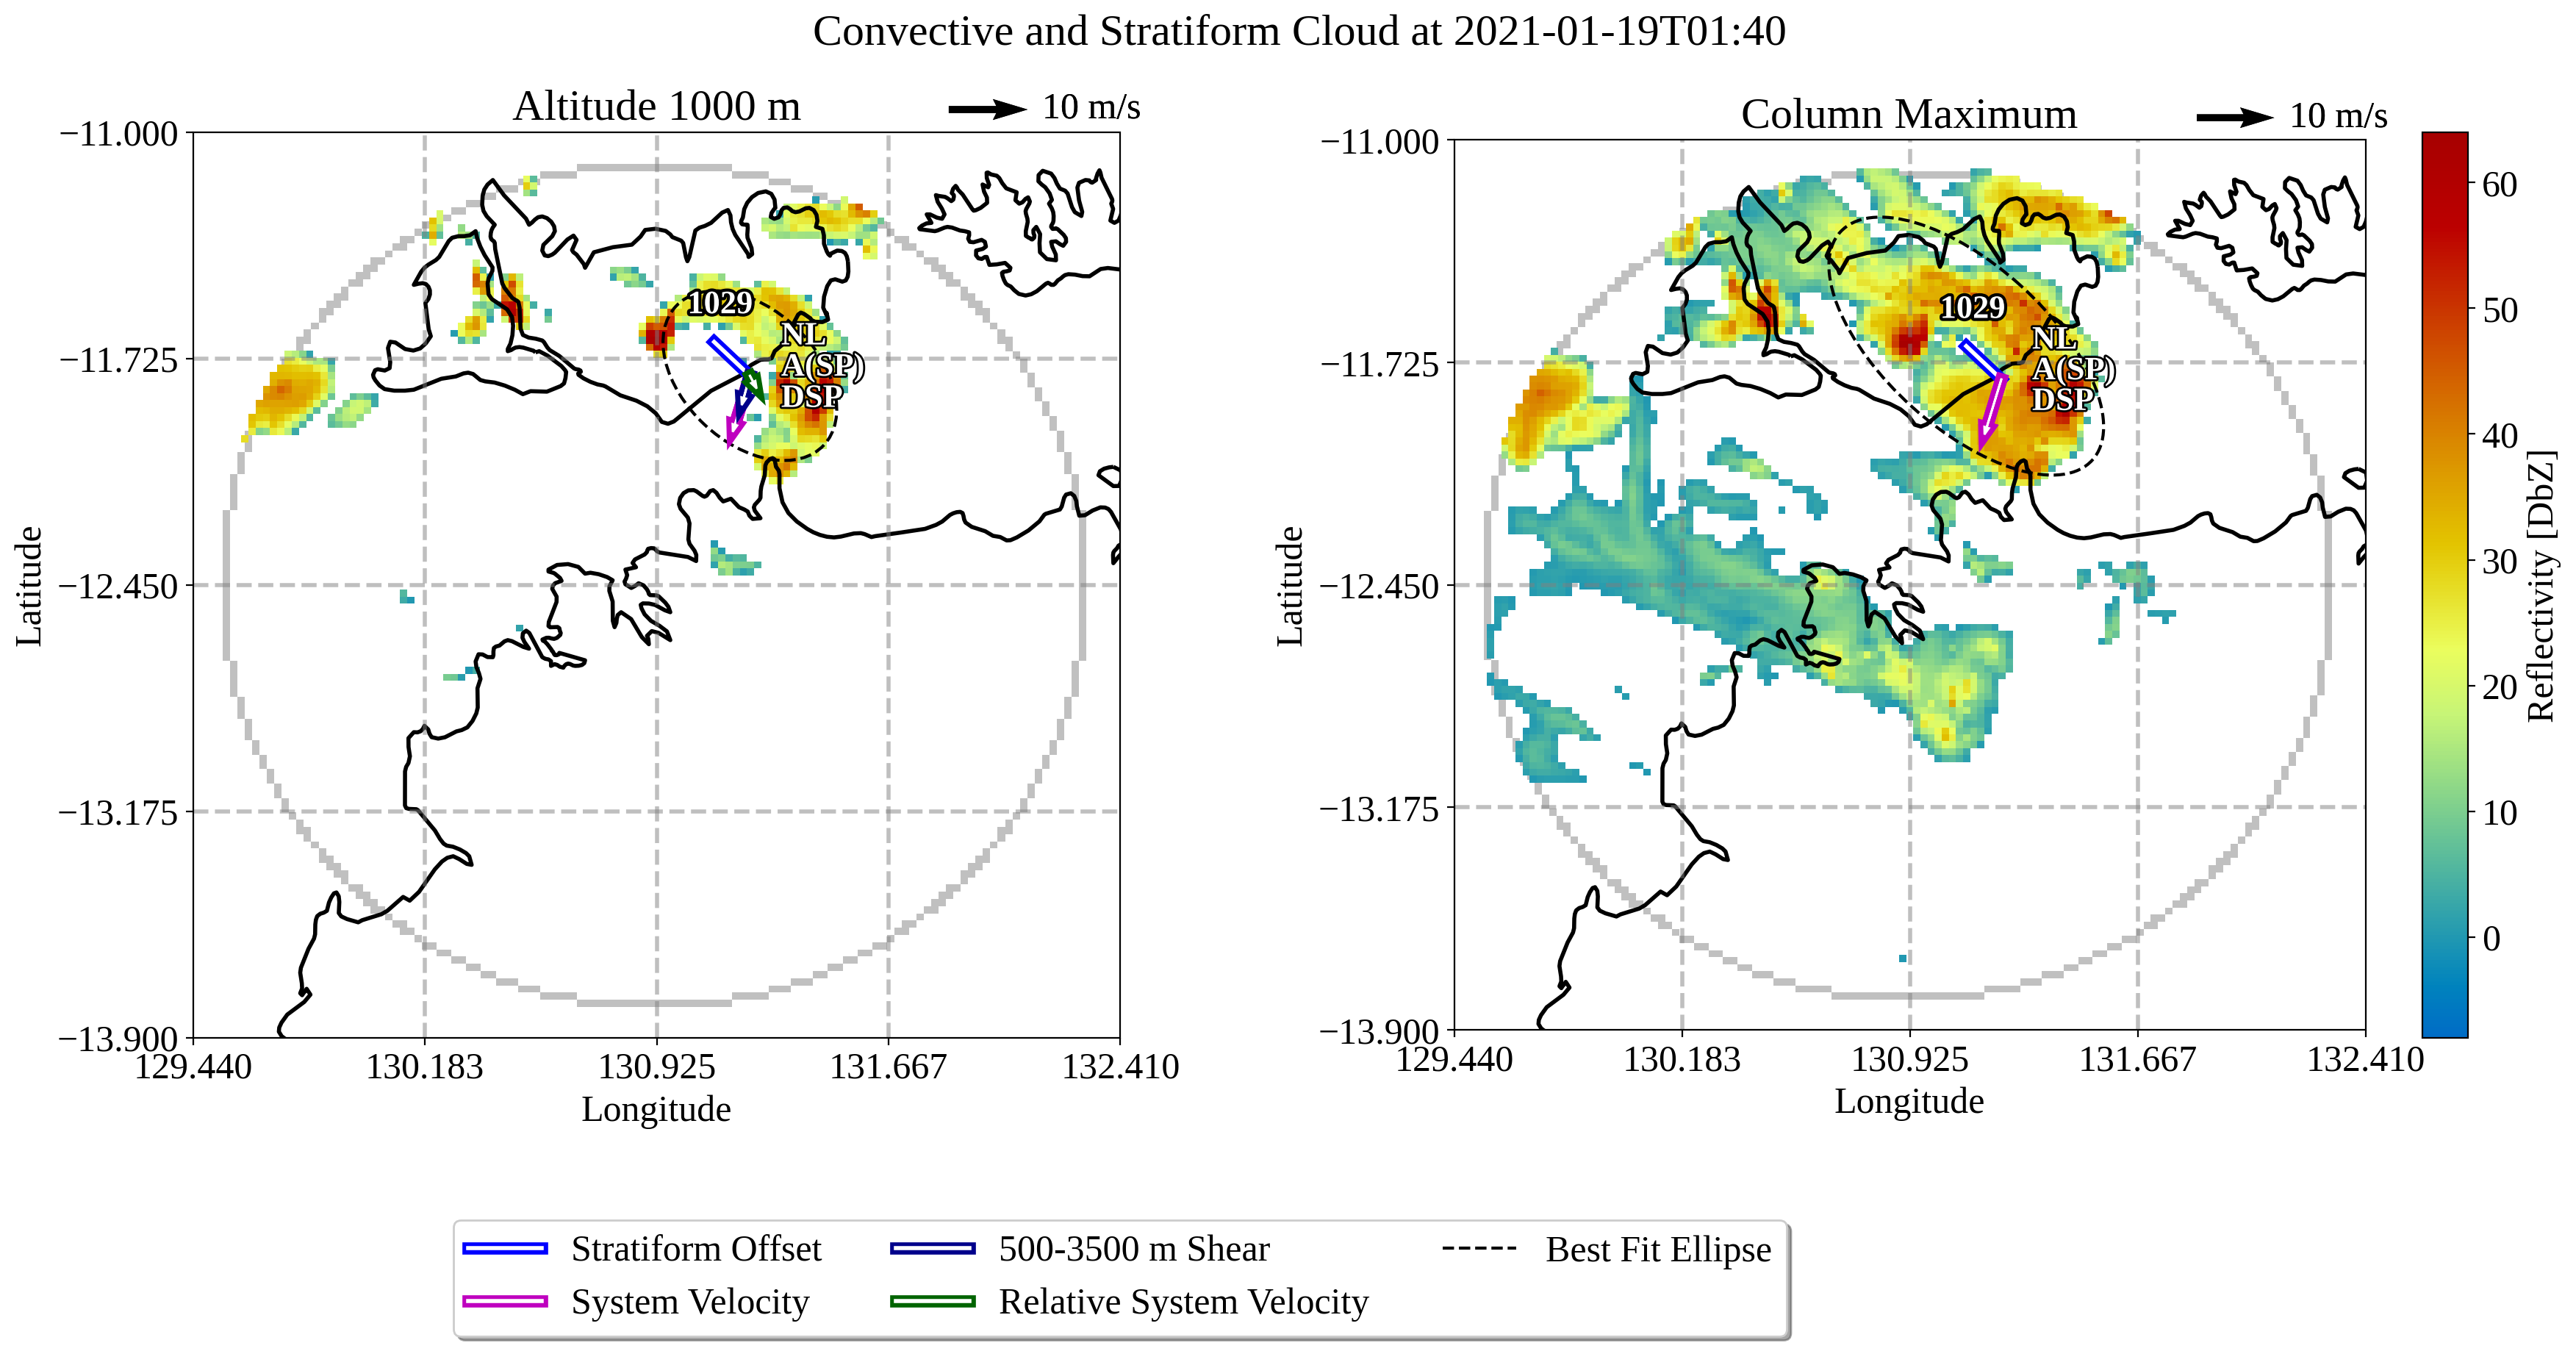 Convective and Stratiform Cloud at 2021-01-19T01:40
Altitude 1000 m
10 m/s
−11.000
−11.725
−12.450
−13.175
−13.900
Latitude
129.440
130.183
130.925
131.667
132.410
Longitude
1029
NL
A(SP)
DSP
Column Maximum
10 m/s
−11.000
−11.725
−12.450
−13.175
−13.900
Latitude
129.440
130.183
130.925
131.667
132.410
Longitude
1029
NL
A(SP)
DSP
60
50
40
30
20
10
0
Reflectivity [DbZ]
Stratiform Offset
System Velocity
500-3500 m Shear
Relative System Velocity
Best Fit Ellipse